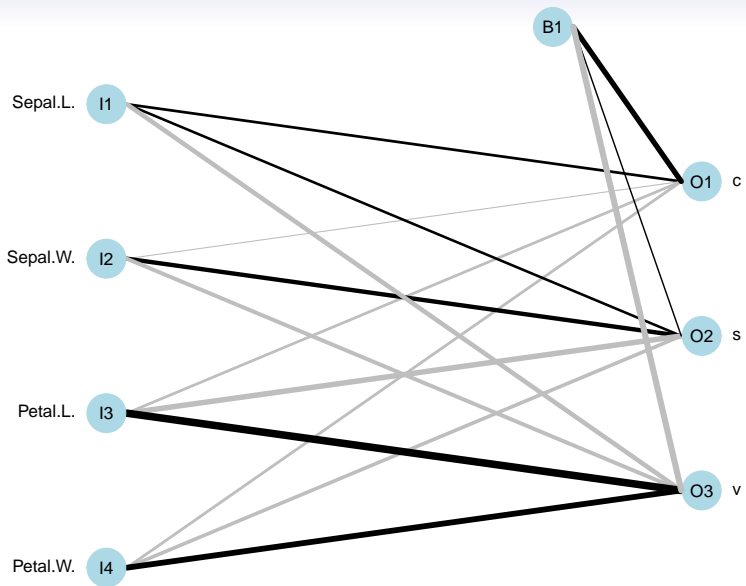 B1
Sepal.L. I1
O1 c
Sepal.W. I2
O2 s
Petal.L. I3
O3 v
Petal.W. I4